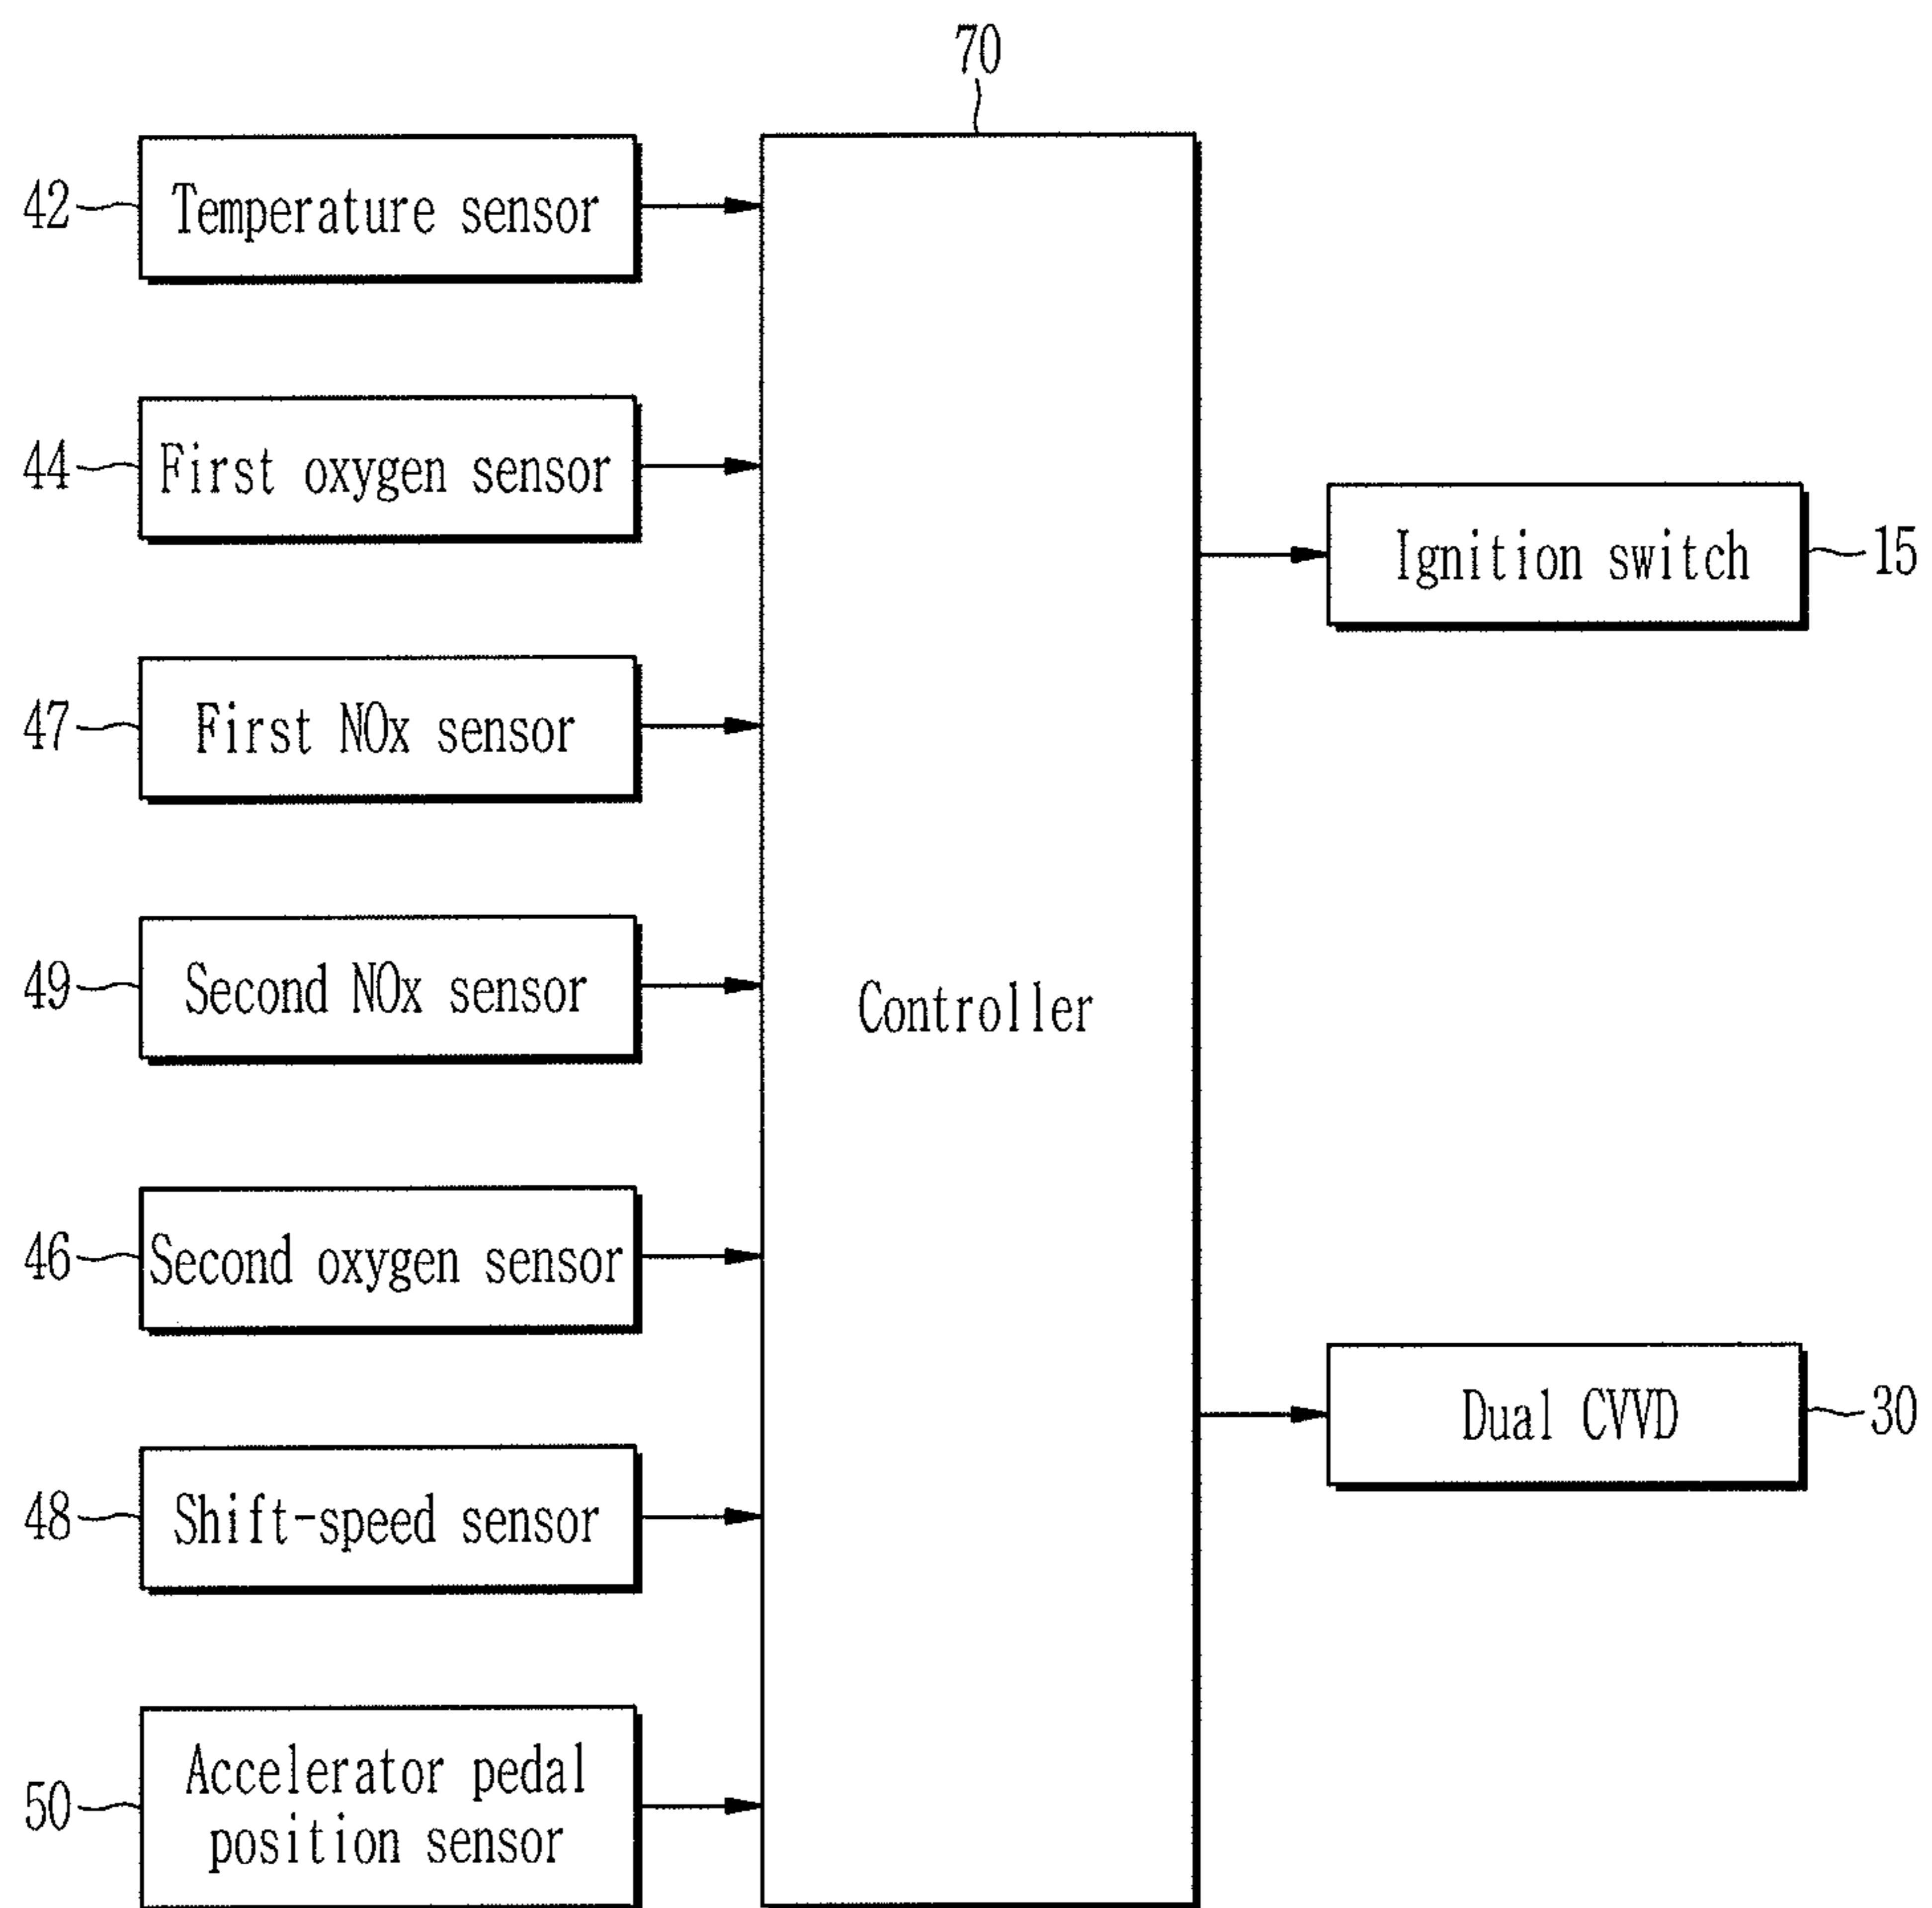 70
42 Temperature sensor
44 First oxygen sensor
47 First NOx sensor
49 Second NOx sensor
46 Second oxygen sensor
48 Shift-speed sensor
50 Accelerator pedal
position sensor
Controller
Ignition switch 15
Dual CVVD 30